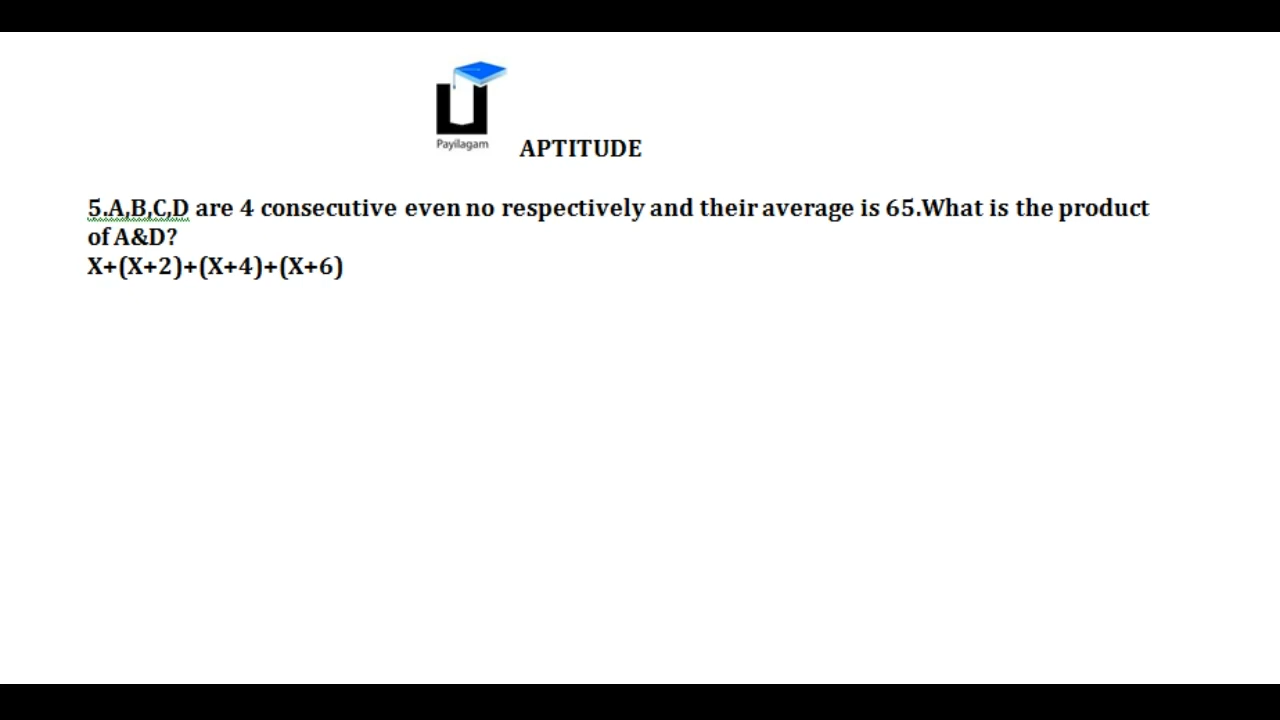 Payilagam
APTITUDE
5.A,B,C,D are 4 consecutive even no respectively and their average is 65.What is the product
of A&D?
X+(X+2)+(X+4)+(X+6)